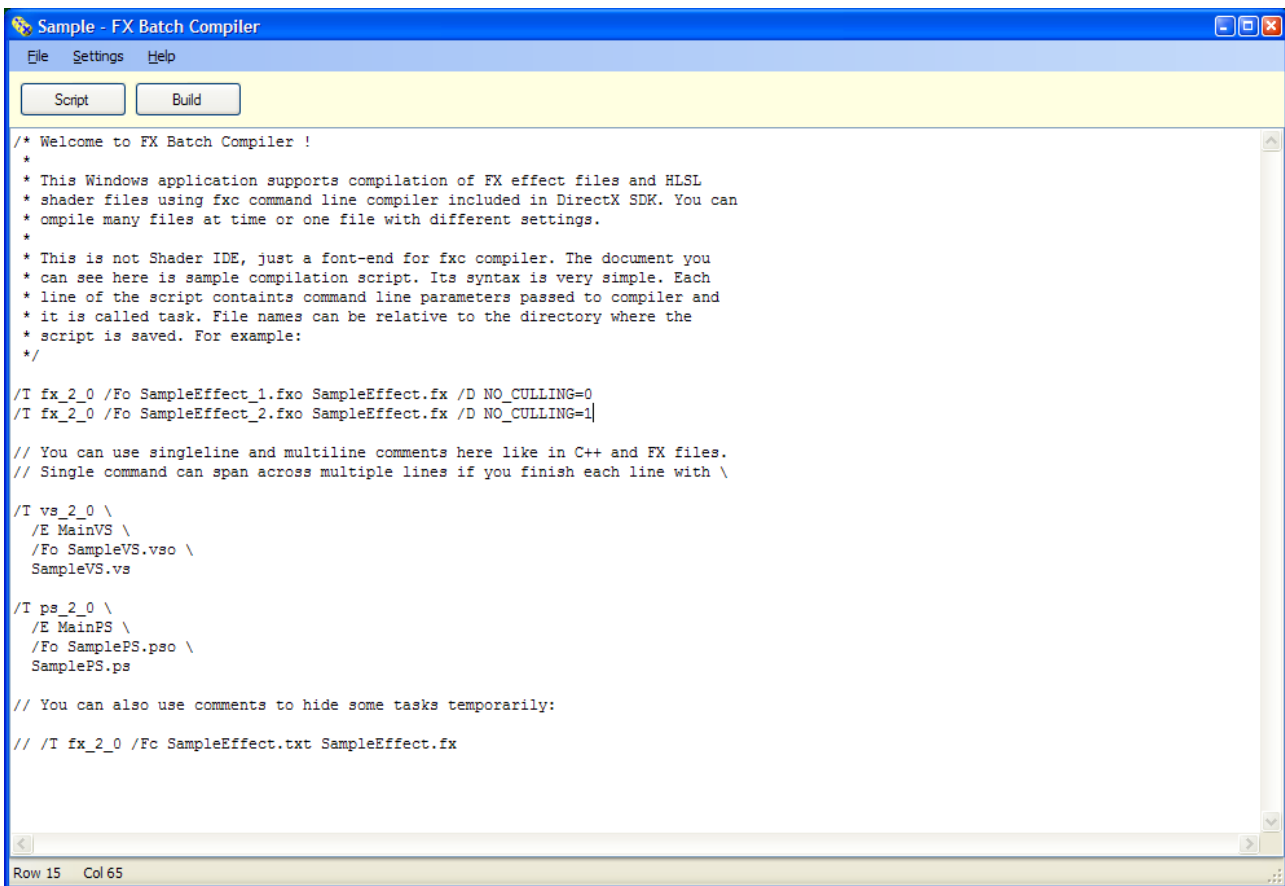 Sample - FX Batch Compiler
File Settings Help
Script Build
/* Welcome to FX Batch Compiler !
 *
 * This Windows application supports compilation of FX effect files and HLSL
 * shader files using fxc command line compiler included in DirectX SDK. You can
 * ompile many files at time or one file with different settings.
 *
 * This is not Shader IDE, just a font-end for fxc compiler. The document you
 * can see here is sample compilation script. Its syntax is very simple. Each
 * line of the script containts command line parameters passed to compiler and
 * it is called task. File names can be relative to the directory where the
 * script is saved. For example:
 */
/T fx_2_0 /Fo SampleEffect_1.fxo SampleEffect.fx /D NO_CULLING=0
/T fx_2_0 /Fo SampleEffect_2.fxo SampleEffect.fx /D NO_CULLING=1
// You can use singleline and multiline comments here like in C++ and FX files.
// Single command can span across multiple lines if you finish each line with \
/T vs_2_0 \
  /E MainVS \
  /Fo SampleVS.vso \
  SampleVS.vs
/T ps_2_0 \
  /E MainPS \
  /Fo SamplePS.pso \
  SamplePS.ps
// You can also use comments to hide some tasks temporarily:
// /T fx_2_0 /Fc SampleEffect.txt SampleEffect.fx
Row 15 Col 65